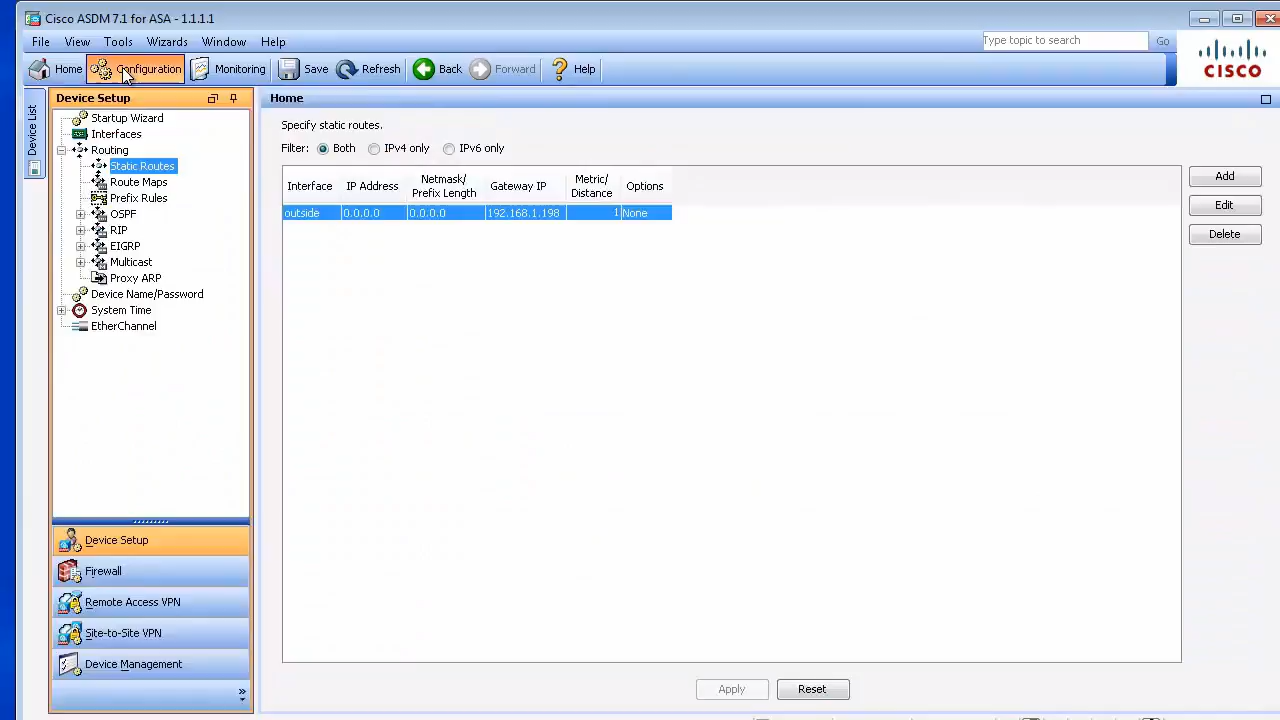 Cisco ASDM 7.1 for ASA - 1.1.1.1
File View Tools Wizards Window Help
Type topic to search Go
CISCO
Home Configuration Monitoring Save Refresh Back Forward Help
Device List
Device Setup
Startup Wizard
Interfaces
Routing
Static Routes
Route Maps
Prefix Rules
OSPF
RIP
EIGRP
Multicast
Proxy ARP
Device Name/Password
System Time
EtherChannel
Device Setup
Firewall
Remote Access VPN
Site-to-Site VPN
Device Management
Home
Specify static routes.
Filter: Both IPv4 only IPv6 only
Interface IP Address Netmask/ Prefix Length Gateway IP Metric/ Distance Options
outside 0.0.0.0 0.0.0.0 192.168.1.198 1 None
Add
Edit
Delete
Apply Reset